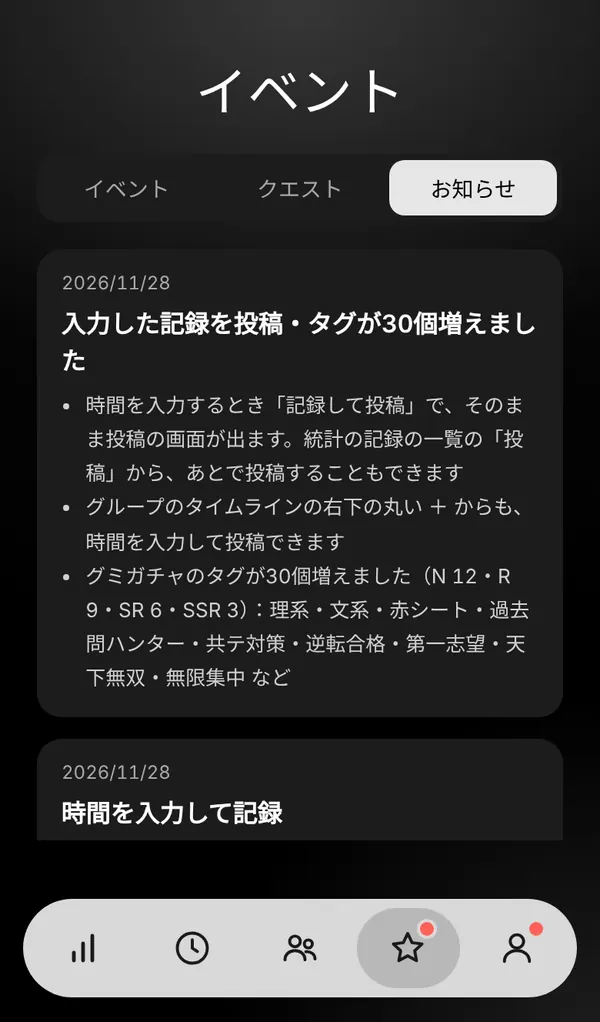 イベント
イベント
クエスト
お知らせ
2026/11/28
入力した記録を投稿・タグが30個増えまし
た
• 時間を入力するとき「記録して投稿」で、そのま
ま投稿の画面が出ます。統計の記録の一覧の「投
稿」から、あとで投稿することもできます
• グループのタイムラインの右下の丸い ＋ からも、
時間を入力して投稿できます
• グミガチャのタグが30個増えました（N 12・R
9・SR 6・SSR 3）：理系・文系・赤シート・過去
問ハンター・共テ対策・逆転合格・第一志望・天
下無双・無限集中 など
2026/11/28
時間を入力して記録